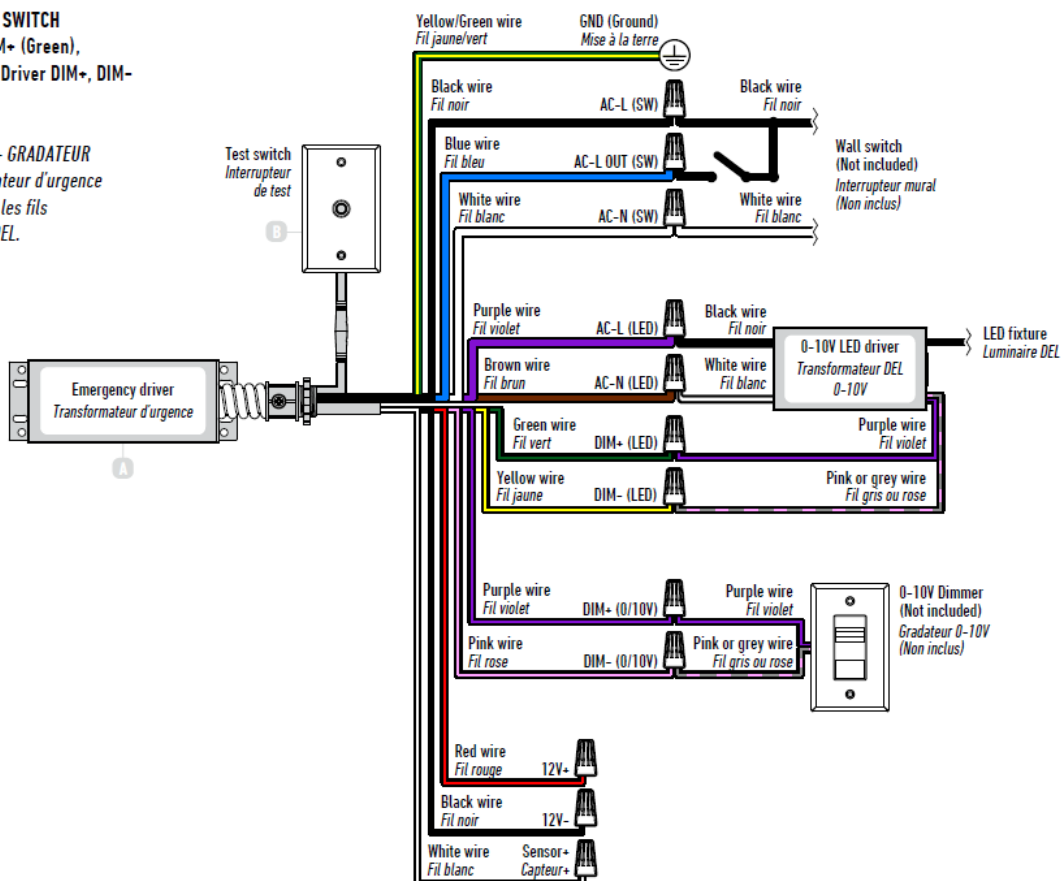 SWITCH
M+ (Green),
Driver DIM+, DIM-
- GRADATEUR
ateur d'urgence
les fils
DEL.
Yellow/Green wire
Fil jaune/vert
GND (Ground)
Mise à la terre
Black wire
Fil noir
AC-L (SW)
Black wire
Fil noir
Blue wire
Fil bleu
AC-L OUT (SW)
Wall switch
(Not included)
Interrupteur mural
(Non inclus)
White wire
Fil blanc
AC-N (SW)
White wire
Fil blanc
Test switch
Interrupteur
de test
B
Purple wire
Fil violet
AC-L (LED)
Black wire
Fil noir
0-10V LED driver
Transformateur DEL
0-10V
LED fixture
Luminaire DEL
Brown wire
Fil brun
AC-N (LED)
White wire
Fil blanc
Emergency driver
Transformateur d'urgence
A
Green wire
Fil vert
DIM+ (LED)
Purple wire
Fil violet
Yellow wire
Fil jaune
DIM- (LED)
Pink or grey wire
Fil gris ou rose
Purple wire
Fil violet
DIM+ (0/10V)
Purple wire
Fil violet
0-10V Dimmer
(Not included)
Gradateur 0-10V
(Non inclus)
Pink wire
Fil rose
DIM- (0/10V)
Pink or grey wire
Fil gris ou rose
Red wire
Fil rouge
12V+
Black wire
Fil noir
12V-
White wire
Fil blanc
Sensor+
Capteur+